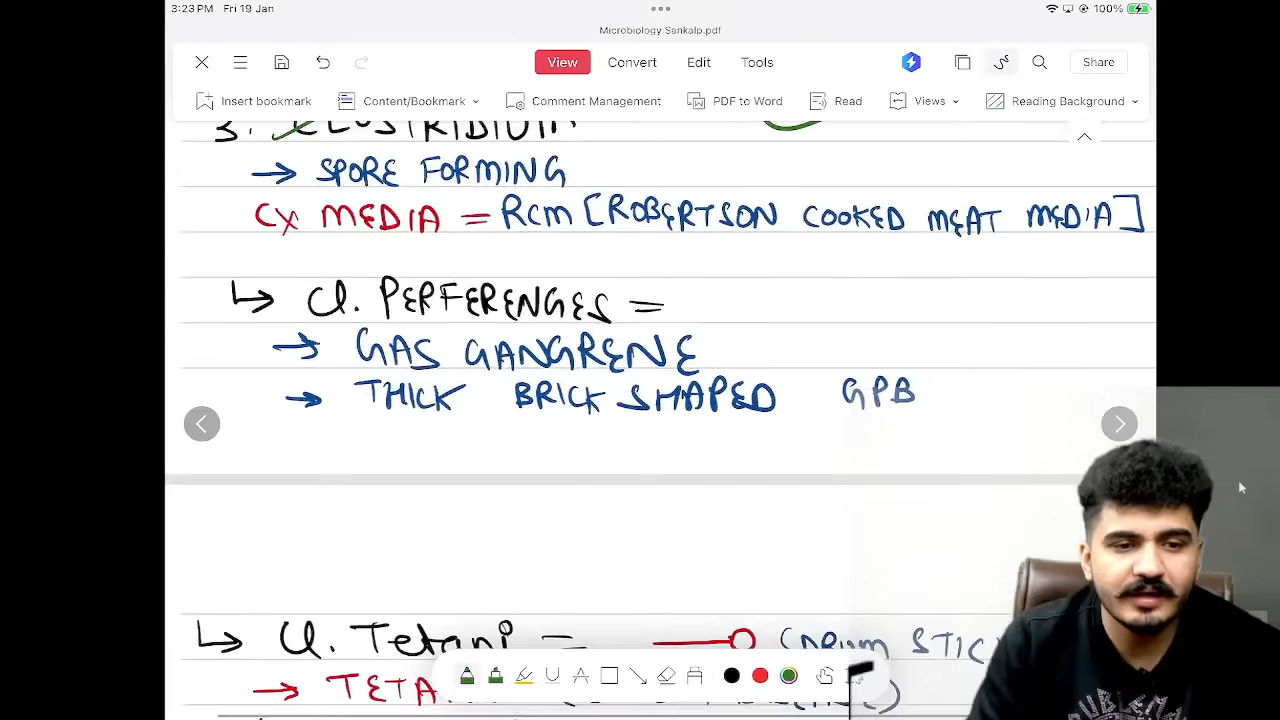 3:23 PM Fri 19 Jan
100%
Microbiology Sankalp.pdf
View Convert Edit Tools
Share
Insert bookmark Content/Bookmark Comment Management PDF to Word Read Views Reading Background
3. CLOSTRIDIUM
→ SPORE FORMING
CX MEDIA = RCM [ROBERTSON COOKED MEAT MEDIA]
↳ Cl. PERFERENGES =
→ GAS GANGRENE
→ THICK BRICK SHAPED GPB
↳ Cl. Tetani =
→